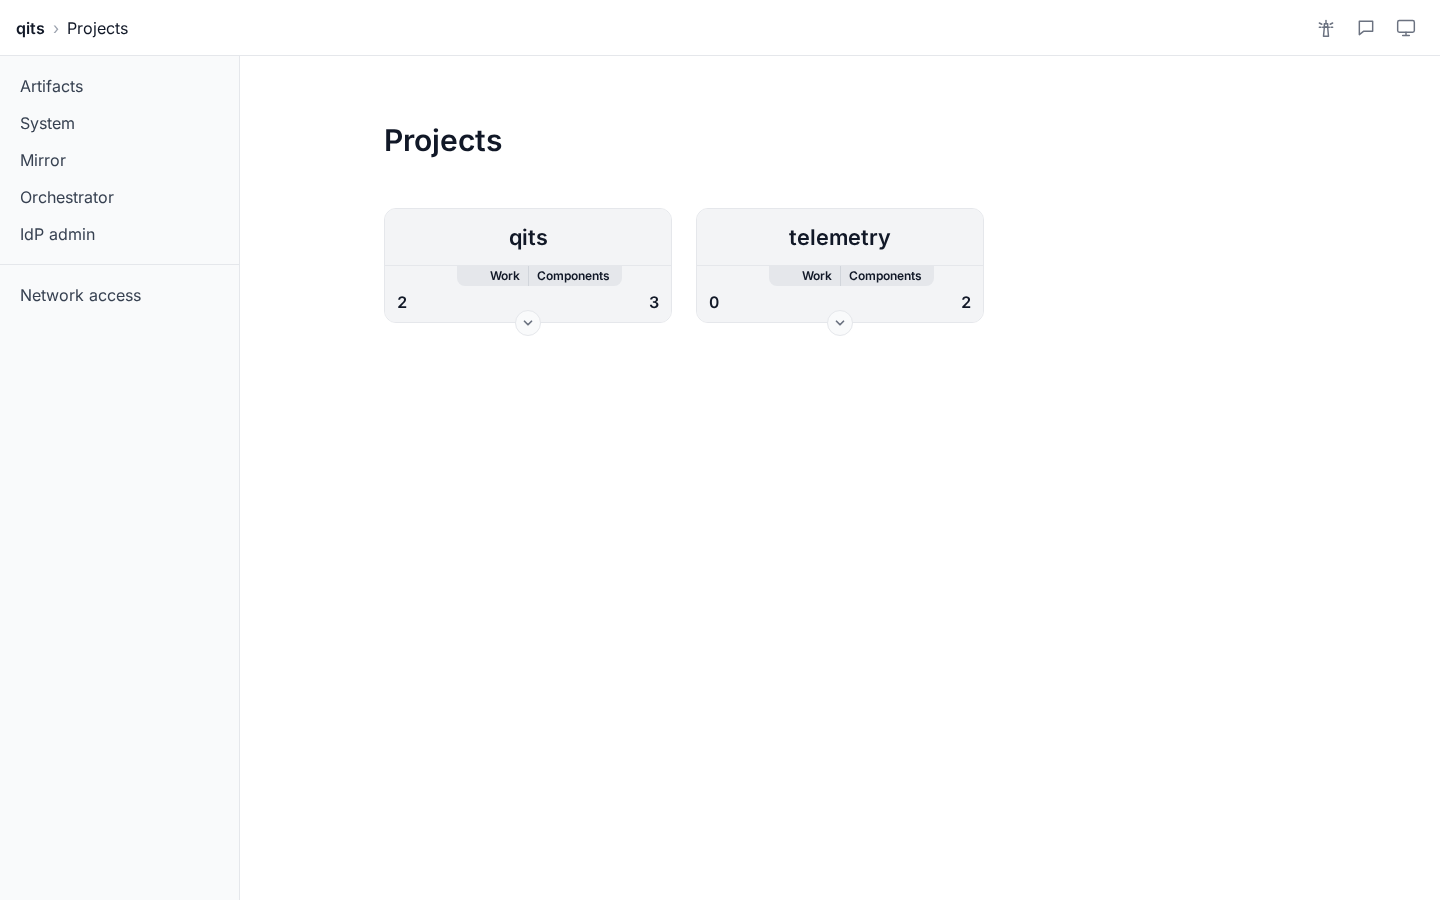 qits › Projects
Artifacts
System
Mirror
Orchestrator
IdP admin
Network access
Projects
qits
Work Components
2 3
telemetry
Work Components
0 2